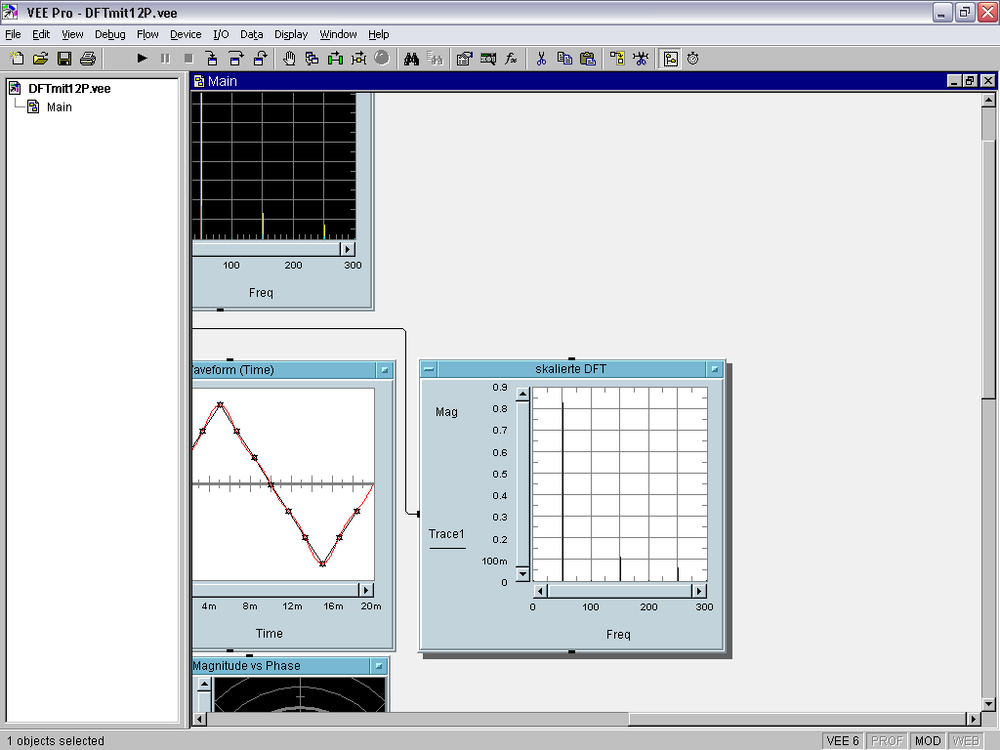 VEE Pro - DFTmit12P.vee
File Edit View Debug Flow Device I/O Data Display Window Help
DFTmit12P.vee
Main
Main
100 200 300
Freq
Waveform (Time)
4m 8m 12m 16m 20m
Time
Magnitude vs Phase
skalierte DFT
Mag
Trace1
0.9
0.8
0.7
0.6
0.5
0.4
0.3
0.2
100m
0
0 100 200 300
Freq
1 objects selected
VEE 6 PROF MOD WEB